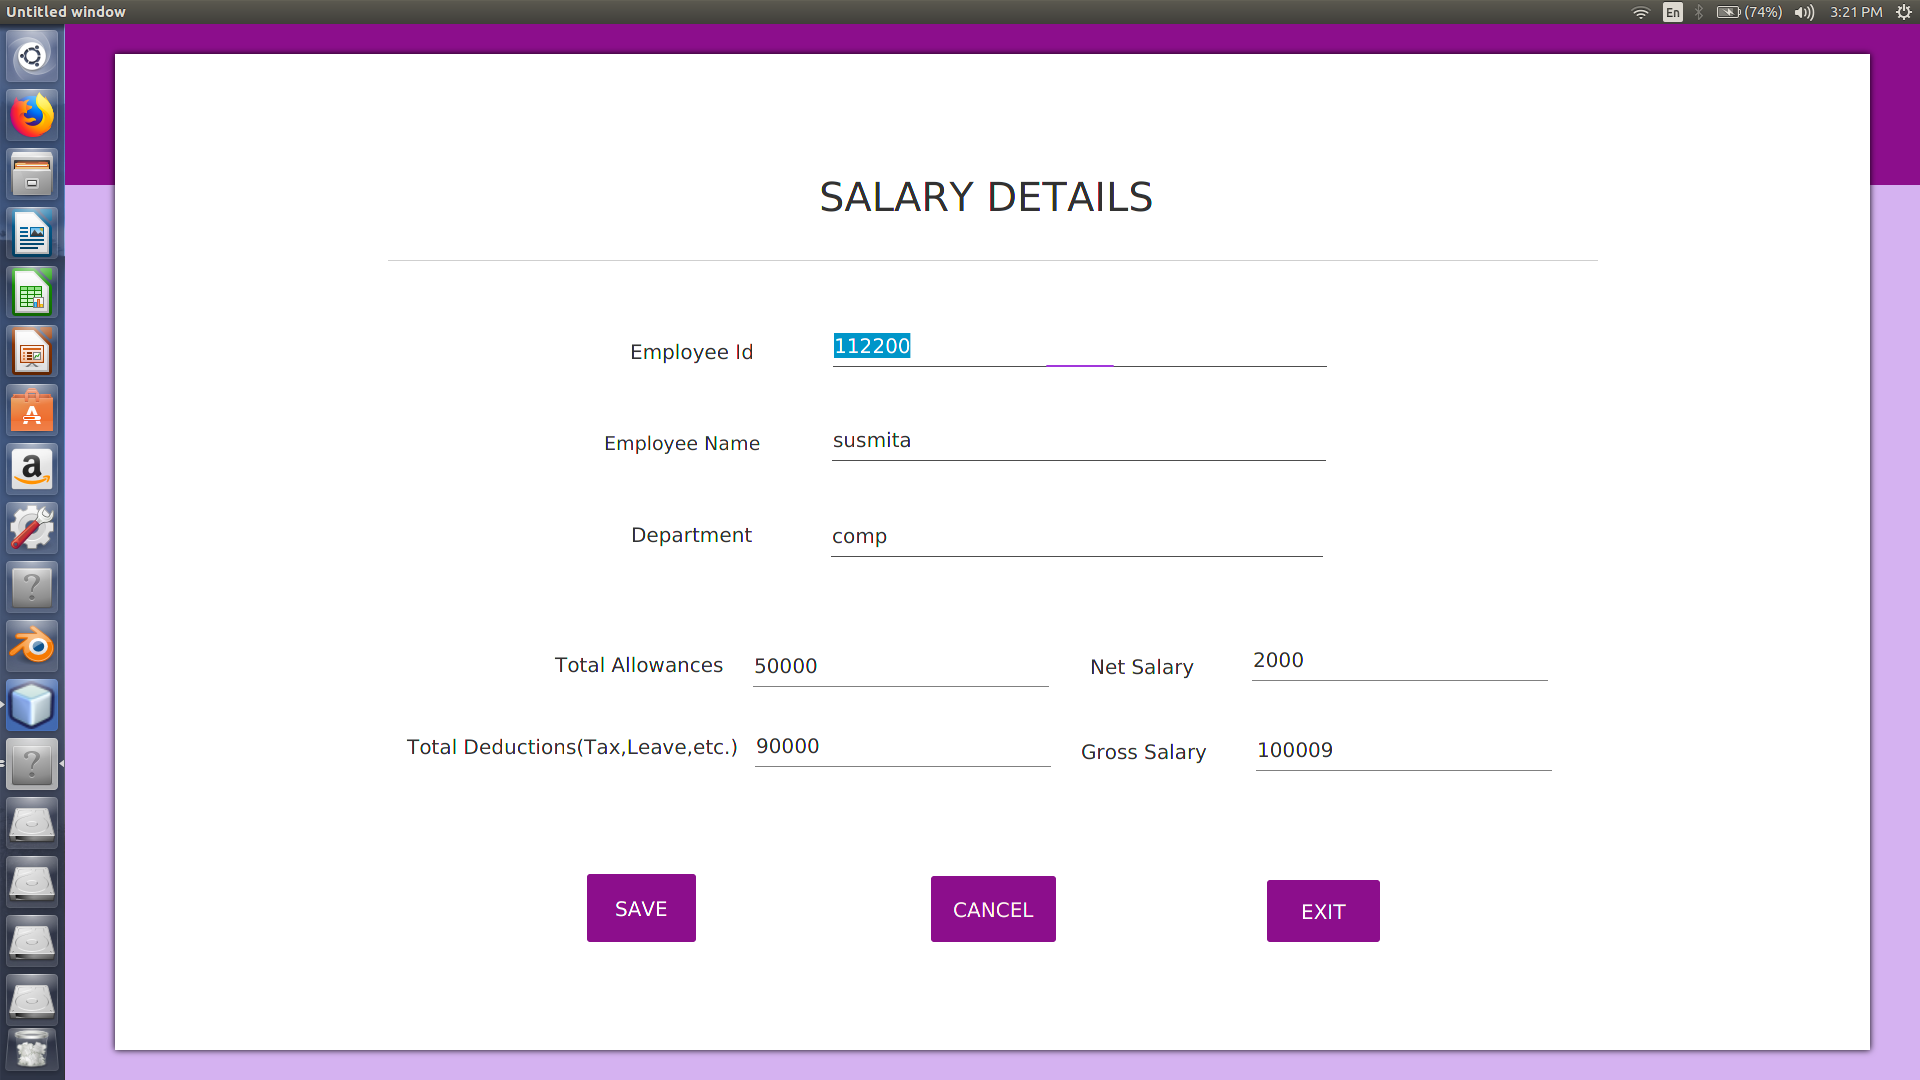 Untitled window
En
(74%)
3:21 PM
SALARY DETAILS
Employee Id 112200
Employee Name susmita
Department comp
Total Allowances 50000 Net Salary 2000
Total Deductions(Tax,Leave,etc.) 90000 Gross Salary 100009
SAVE CANCEL EXIT